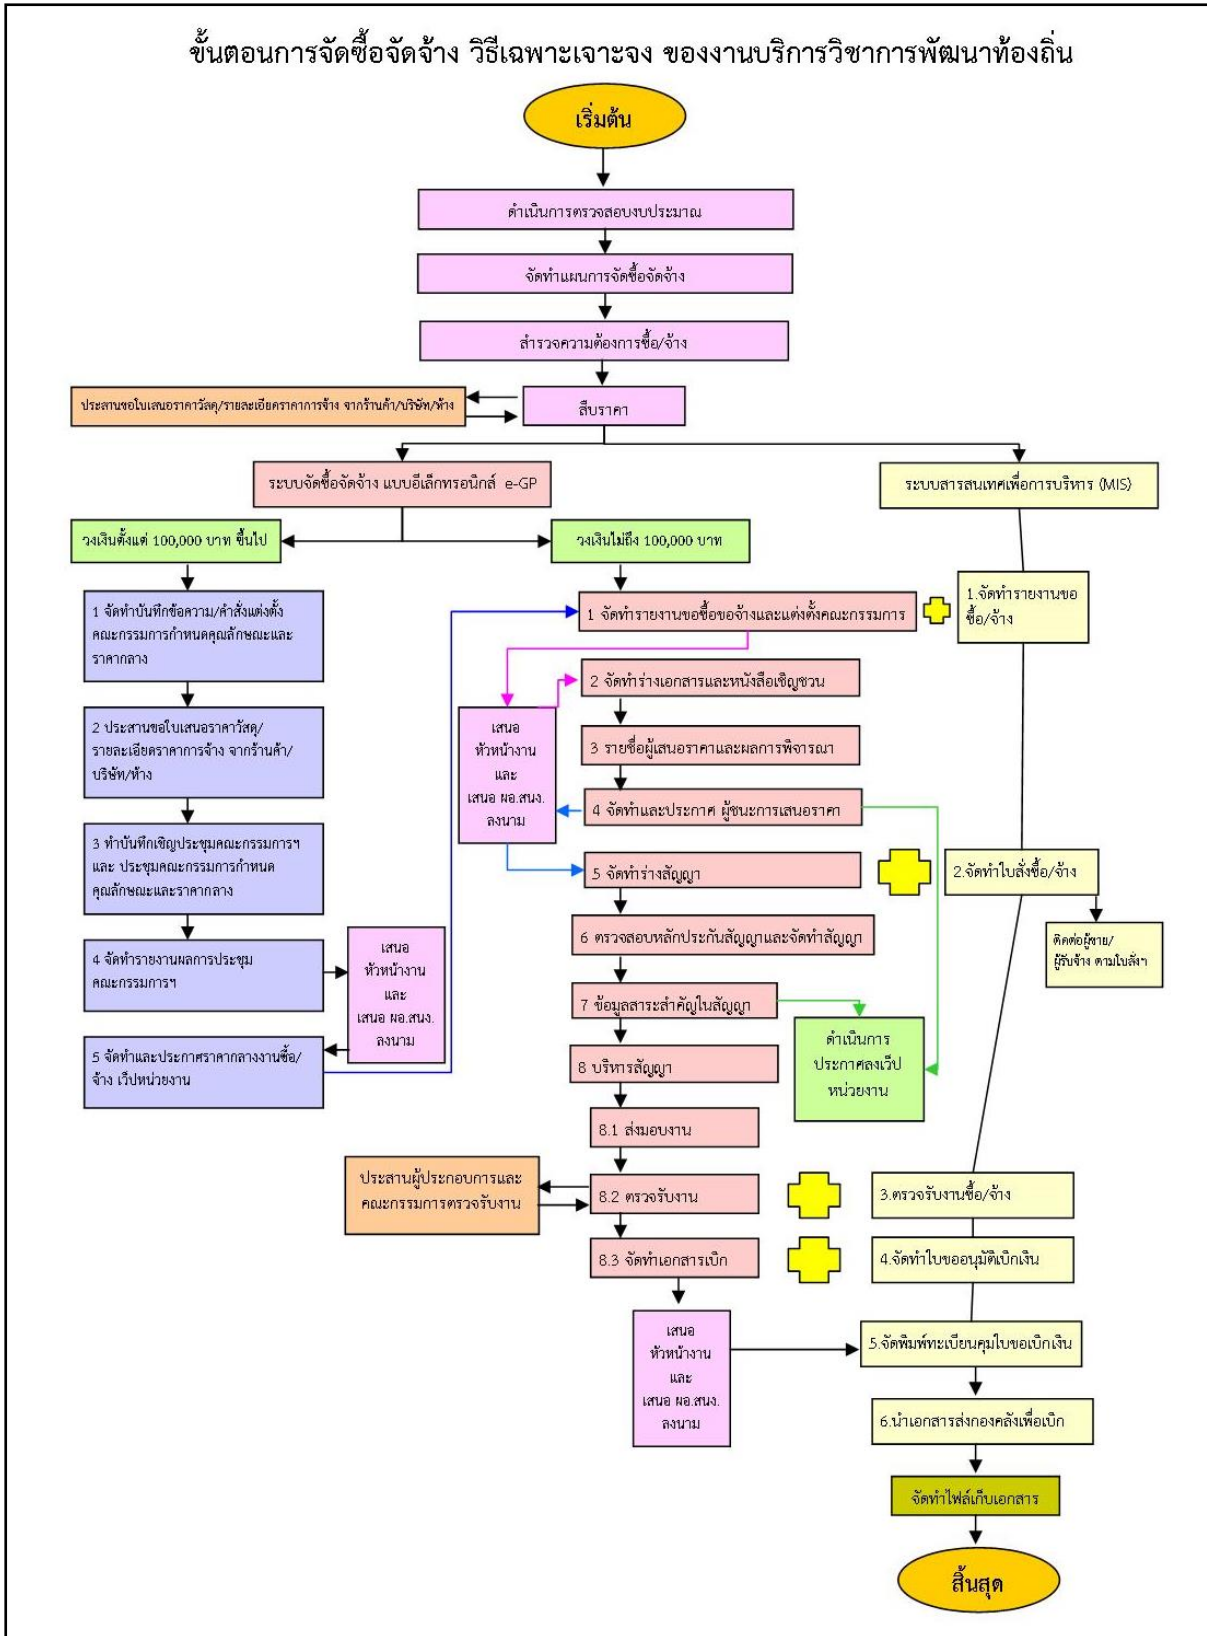 ขั้นตอนการจัดซื้อจัดจ้าง วิธีเฉพาะเจาะจง ของงานบริการวิชาการพัฒนาท้องถิ่น
เริ่มต้น
ดำเนินการตรวจสอบงบประมาณ
จัดทำแผนการจัดซื้อจัดจ้าง
สำรวจความต้องการซื้อ/จ้าง
ประสานขอใบเสนอราคาวัสดุ/รายละเอียดราคาการจ้าง จากร้านค้า/บริษัท/ห้าง
สืบราคา
ระบบจัดซื้อจัดจ้าง แบบอีเล็กทรอนิกส์ e-GP
ระบบสารสนเทศเพื่อการบริหาร (MIS)
วงเงินตั้งแต่ 100,000 บาท ขึ้นไป
วงเงินไม่ถึง 100,000 บาท
1 จัดทำบันทึกข้อความ/คำสั่งแต่งตั้ง
คณะกรรมการกำหนดคุณลักษณะและ
ราคากลาง
2 ประสานขอใบเสนอราคาวัสดุ/
รายละเอียดราคาการจ้าง จากร้านค้า/
บริษัท/ห้าง
3 ทำบันทึกเชิญประชุมคณะกรรมการฯ
และ ประชุมคณะกรรมการกำหนด
คุณลักษณะและราคากลาง
4 จัดทำรายงานผลการประชุม
คณะกรรมการฯ
เสนอ
หัวหน้างาน
และ
เสนอ ผอ.สนง.
ลงนาม
5 จัดทำและประกาศราคากลางงานซื้อ/
จ้าง เว็ปหน่วยงาน
1 จัดทำรายงานขอซื้อขอจ้างและแต่งตั้งคณะกรรมการ
เสนอ
หัวหน้างาน
และ
เสนอ ผอ.สนง.
ลงนาม
2 จัดทำร่างเอกสารและหนังสือเชิญชวน
3 รายชื่อผู้เสนอราคาและผลการพิจารณา
4 จัดทำและประกาศ ผู้ชนะการเสนอราคา
5 จัดทำร่างสัญญา
6 ตรวจสอบหลักประกันสัญญาและจัดทำสัญญา
7 ข้อมูลสาระสำคัญในสัญญา
ดำเนินการ
ประกาศลงเว็ป
หน่วยงาน
8 บริหารสัญญา
8.1 ส่งมอบงาน
ประสานผู้ประกอบการและ
คณะกรรมการตรวจรับงาน
8.2 ตรวจรับงาน
8.3 จัดทำเอกสารเบิก
เสนอ
หัวหน้างาน
และ
เสนอ ผอ.สนง.
ลงนาม
1.จัดทำรายงานขอ
ซื้อ/จ้าง
2.จัดทำใบสั่งซื้อ/จ้าง
ติดต่อผู้ขาย/
ผู้รับจ้าง ตามใบสั่งฯ
3.ตรวจรับงานซื้อ/จ้าง
4.จัดทำใบขออนุมัติเบิกเงิน
5.จัดพิมพ์ทะเบียนคุมใบขอเบิกเงิน
6.นำเอกสารส่งกองคลังเพื่อเบิก
จัดทำไฟล์เก็บเอกสาร
สิ้นสุด